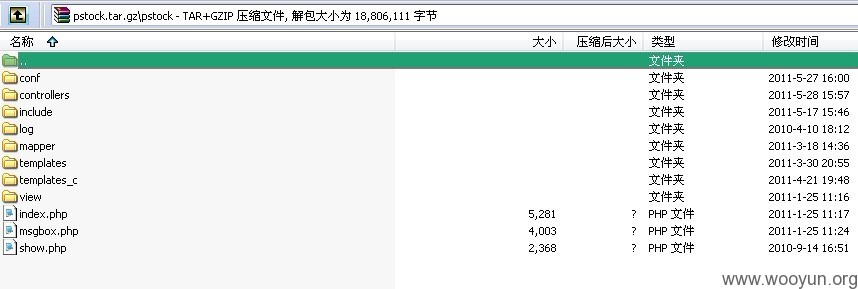 pstock.tar.gz\pstock - TAR+GZIP 压缩文件, 解包大小为 18,806,111 字节
名称 大小 压缩后大小 类型 修改时间
.. 文件夹
conf 文件夹 2011-5-27 16:00
controllers 文件夹 2011-5-28 15:57
include 文件夹 2011-5-17 15:46
log 文件夹 2010-4-10 18:12
mapper 文件夹 2011-3-18 14:36
templates 文件夹 2011-3-30 20:55
templates_c 文件夹 2011-4-21 19:48
view 文件夹 2011-1-25 11:16
index.php 5,281 ? PHP 文件 2011-1-25 11:17
msgbox.php 4,003 ? PHP 文件 2011-1-25 11:24
show.php 2,368 ? PHP 文件 2010-9-14 16:51
www.wooyun.org